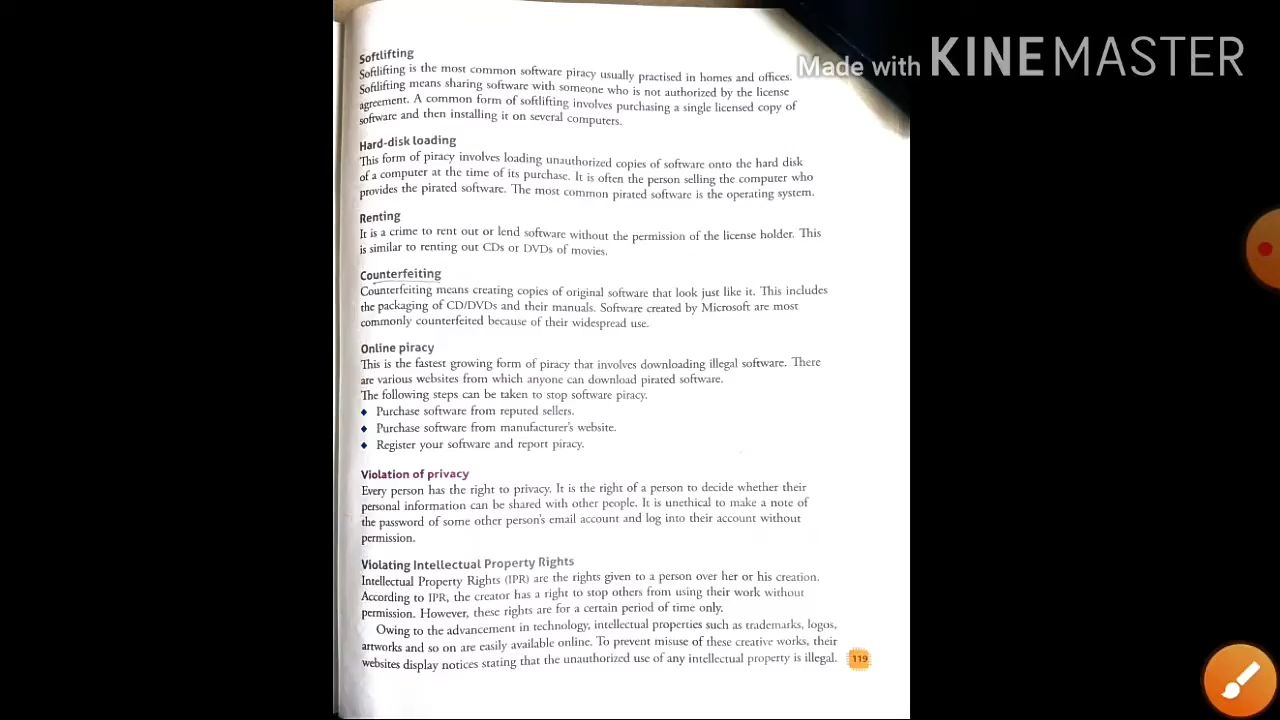 Made with KINEMASTER
Softlifting
Softlifting is the most common software piracy usually practised in homes and offices.
Softlifting means sharing software with someone who is not authorized by the license
agreement. A common form of softlifting involves purchasing a single licensed copy of
software and then installing it on several computers.
Hard-disk loading
This form of piracy involves loading unauthorized copies of software onto the hard disk
of a computer at the time of its purchase. It is often the person selling the computer who
provides the pirated software. The most common pirated software is the operating system.
Renting
It is a crime to rent out or lend software without the permission of the license holder. This
is similar to renting out CDs or DVDs of movies.
Counterfeiting
Counterfeiting means creating copies of original software that look just like it. This includes
the packaging of CD/DVDs and their manuals. Software created by Microsoft are most
commonly counterfeited because of their widespread use.
Online piracy
This is the fastest growing form of piracy that involves downloading illegal software. There
are various websites from which anyone can download pirated software.
The following steps can be taken to stop software piracy.
◆ Purchase software from reputed sellers.
◆ Purchase software from manufacturer's website.
◆ Register your software and report piracy.
Violation of privacy
Every person has the right to privacy. It is the right of a person to decide whether their
personal information can be shared with other people. It is unethical to make a note of
the password of some other person's email account and log into their account without
permission.
Violating Intellectual Property Rights
Intellectual Property Rights (IPR) are the rights given to a person over her or his creation.
According to IPR, the creator has a right to stop others from using their work without
permission. However, these rights are for a certain period of time only.
Owing to the advancement in technology, intellectual properties such as trademarks, logos,
artworks and so on are easily available online. To prevent misuse of these creative works, their
websites display notices stating that the unauthorized use of any intellectual property is illegal.
119